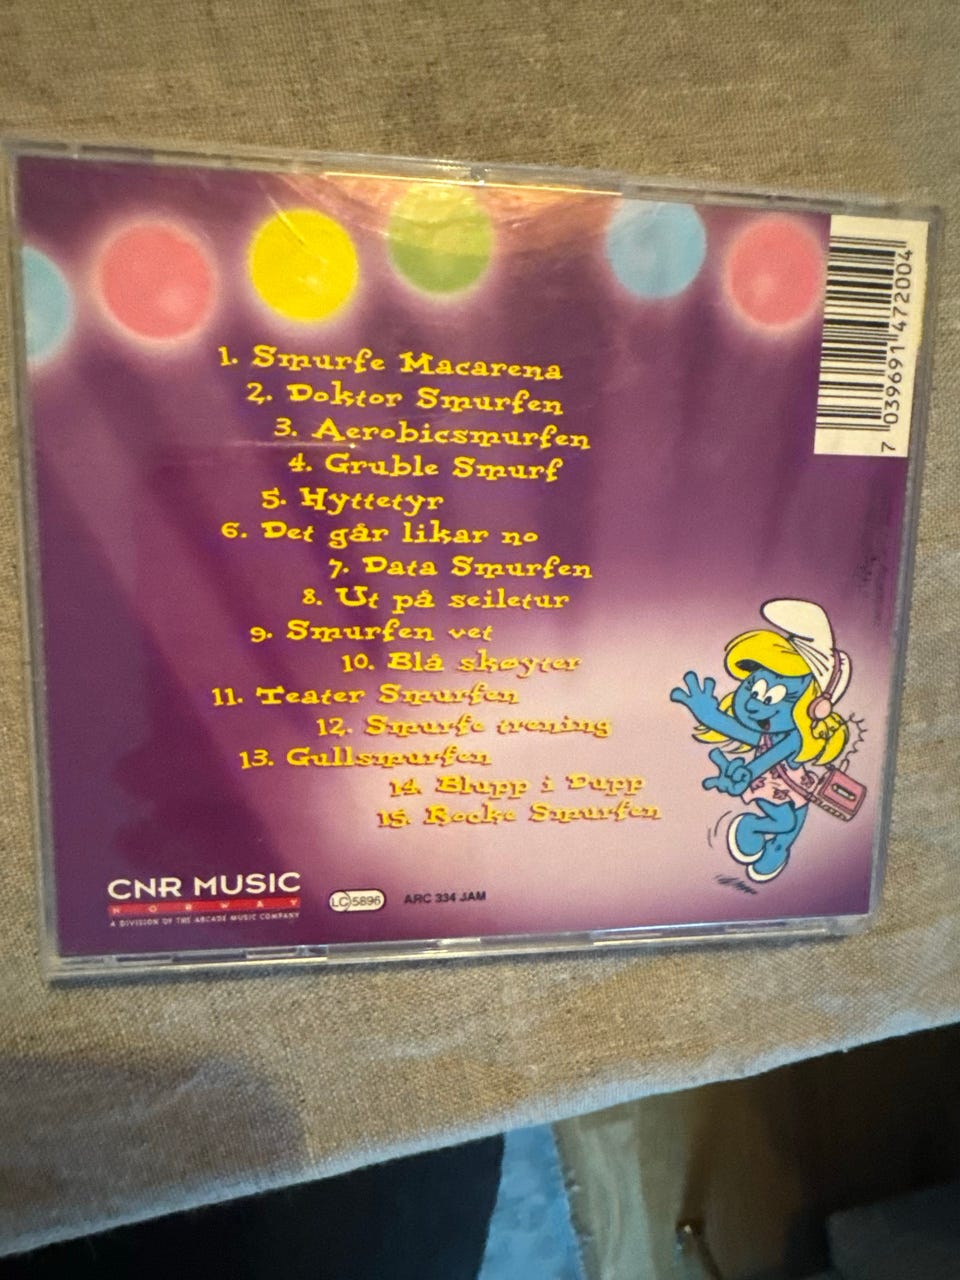 1. Smurfe Macarena
2. Doktor Smurfen
3. Aerobicsmurfen
4. Gruble Smurf
5. Hyttetyr
6. Det går likar no
7. Data Smurfen
8. Ut på seiletur
9. Smurfen vet
10. Blå skøyter
11. Teater Smurfen
12. Smurfe trening
13. Gullsmurfen
14. Blupp i Dupp
15. Rocke Smurfen
CNR MUSIC
NORWAY
A DIVISION OF THE ARCADE MUSIC COMPANY
LC 5896
ARC 334 JAM
7 039691 472004